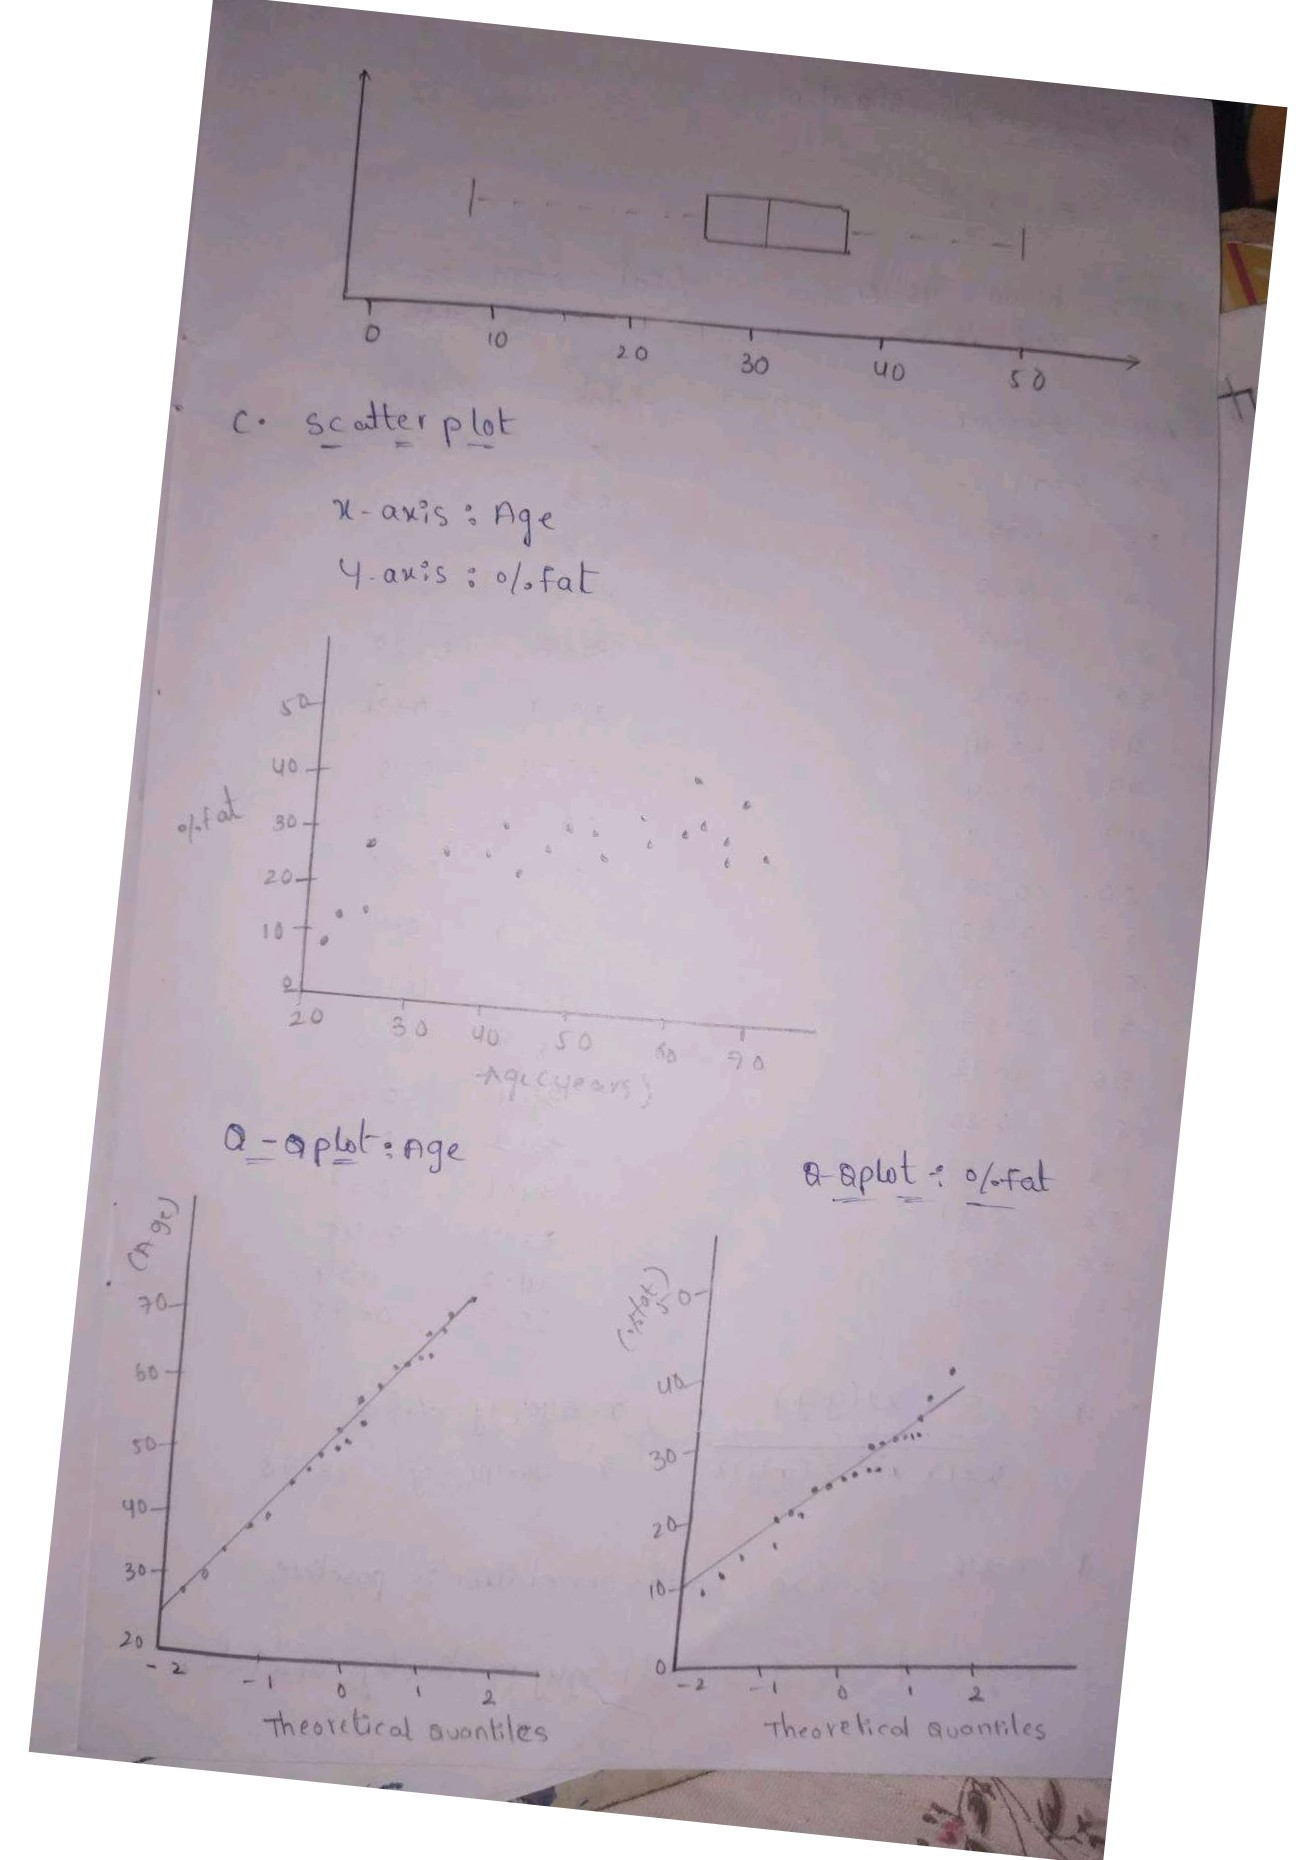 0 10 20 30 40 50
C. scatter plot
x-axis : Age
y-axis : % fat
50
40
30
20
10
0
%fat
20 30 40 50 60 70
Age (years)
Q-Q plot : Age
Q-Q plot : % fat
(Age)
70
60
50
40
30
20
-2 -1 0 1 2
Theoretical Quantiles
(%fat)
50
40
30
20
10
0
-2 -1 0 1 2
Theoretical Quantiles